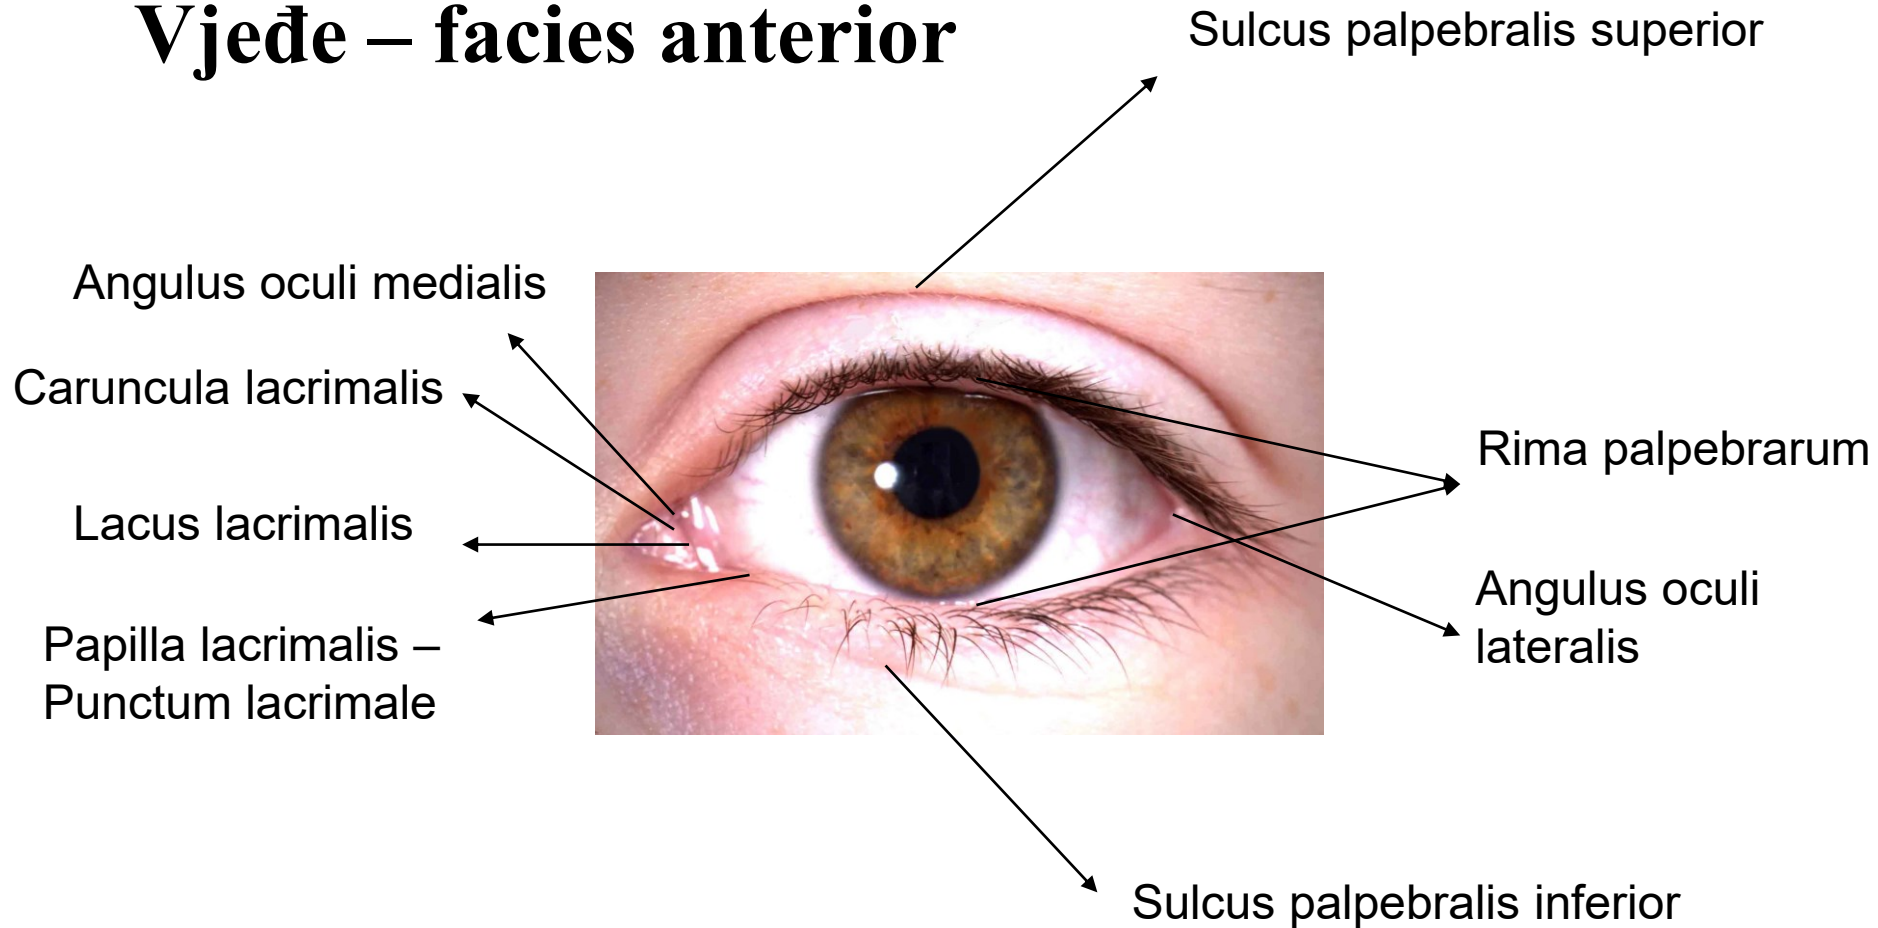 Vjeđe – facies anterior
Sulcus palpebralis superior
Angulus oculi medialis
Caruncula lacrimalis
Lacus lacrimalis
Papilla lacrimalis –
Punctum lacrimale
Rima palpebrarum
Angulus oculi
lateralis
Sulcus palpebralis inferior